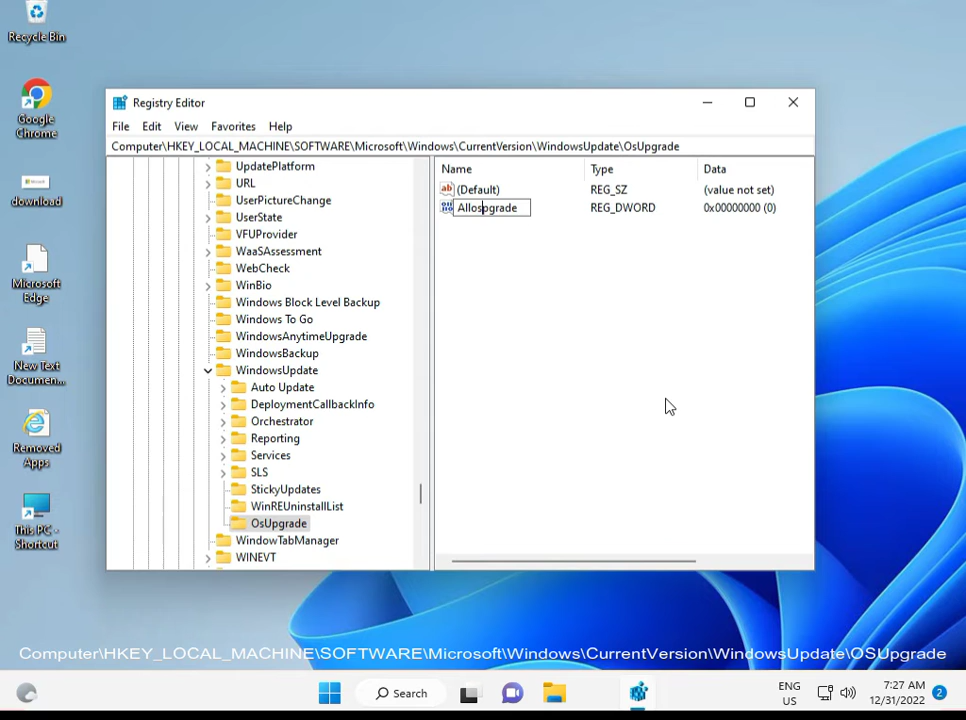 Recycle Bin
Google
Chrome
download
Microsoft
Edge
New Text
Documen...
Removed
Apps
This PC -
Shortcut
Registry Editor
File Edit View Favorites Help
Computer\HKEY_LOCAL_MACHINE\SOFTWARE\Microsoft\Windows\CurrentVersion\WindowsUpdate\OsUpgrade
UpdatePlatform
URL
UserPictureChange
UserState
VFUProvider
WaaSAssessment
WebCheck
WinBio
Windows Block Level Backup
Windows To Go
WindowsAnytimeUpgrade
WindowsBackup
WindowsUpdate
Auto Update
DeploymentCallbackInfo
Orchestrator
Reporting
Services
SLS
StickyUpdates
WinREUninstallList
OsUpgrade
WindowTabManager
WINEVT
Name Type Data
ab (Default) REG_SZ (value not set)
Allospgrade REG_DWORD 0x00000000 (0)
Computer\HKEY_LOCAL_MACHINE\SOFTWARE\Microsoft\Windows\CurrentVersion\WindowsUpdate\OSUpgrade
Search
ENG
US
7:27 AM
12/31/2022
2